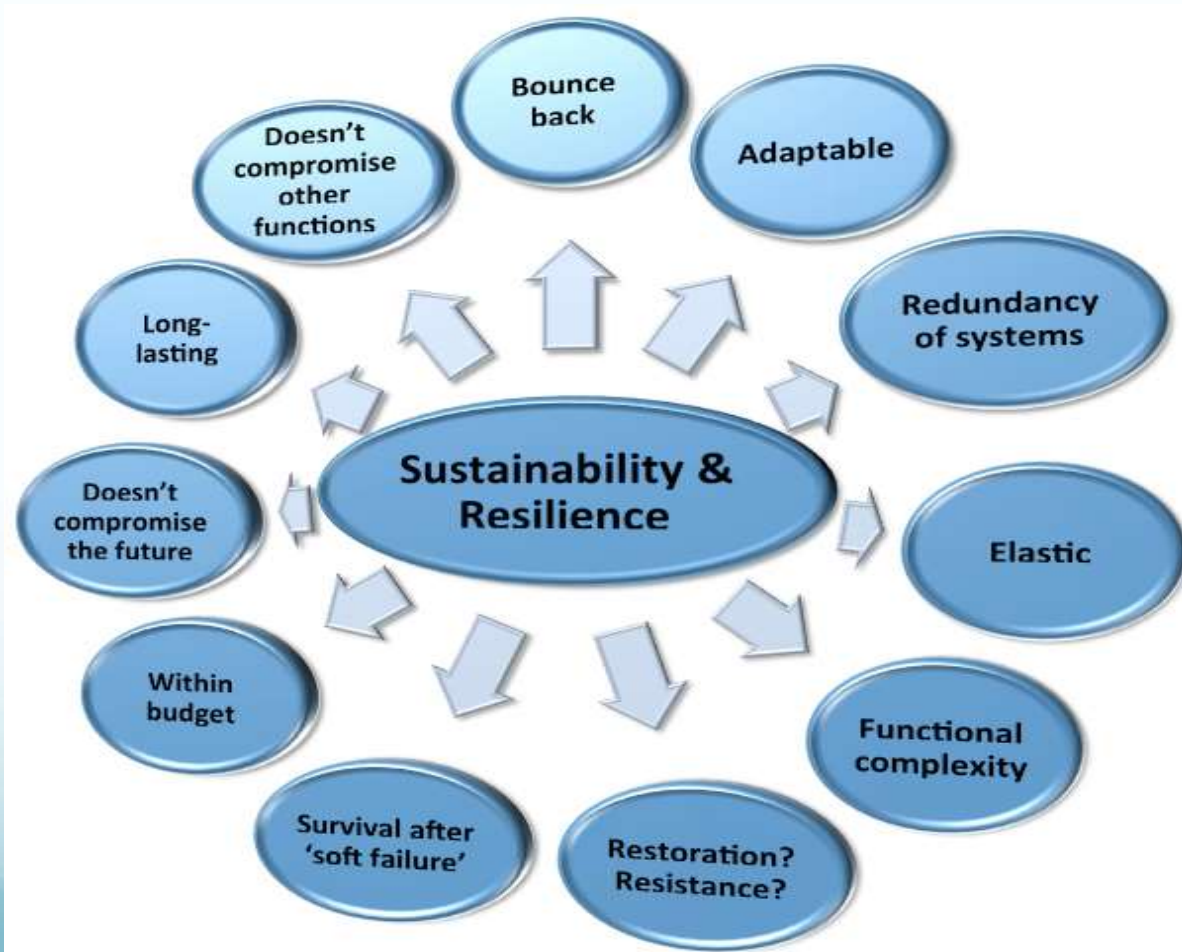 Bounce
back
Adaptable
Redundancy
of systems
Elastic
Functional
complexity
Restoration?
Resistance?
Survival after
‘soft failure’
Within
budget
Doesn’t
compromise
the future
Long-
lasting
Doesn’t
compromise
other
functions
Sustainability &
Resilience